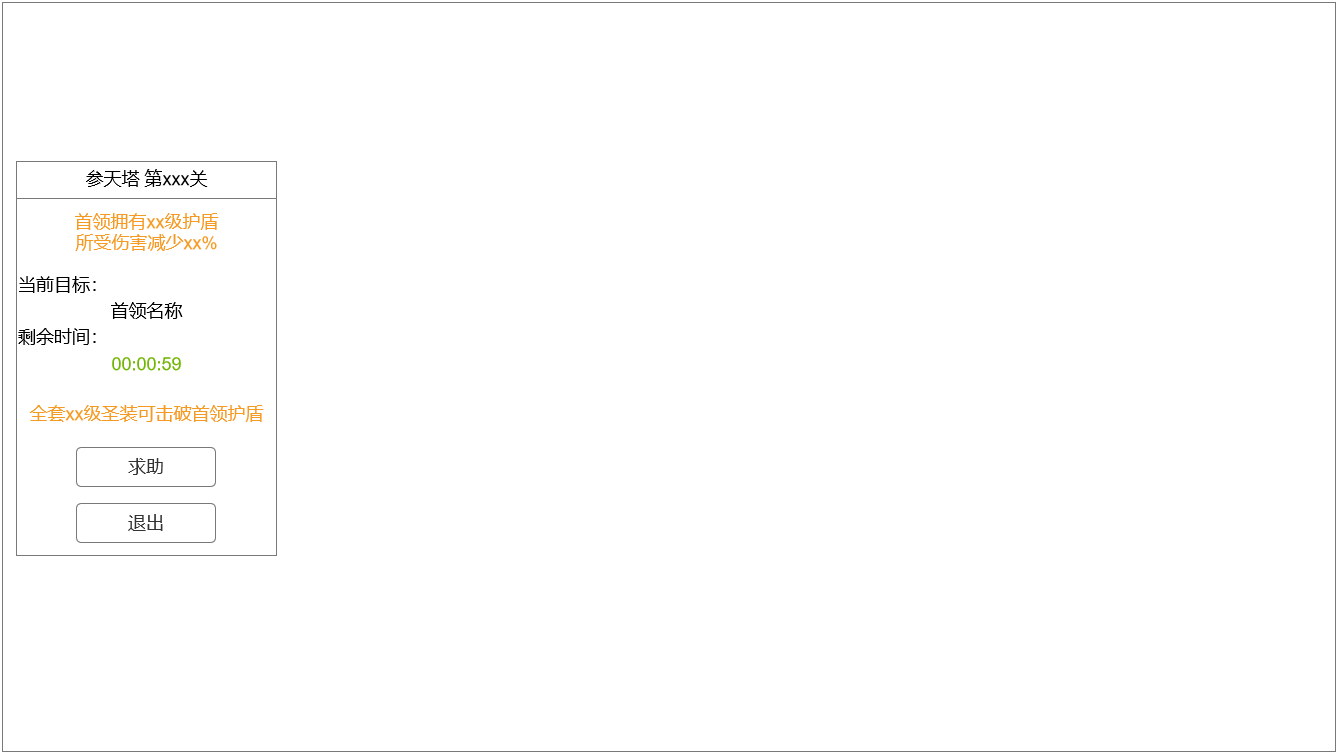 参天塔 第xxx关
首领拥有xx级护盾
所受伤害减少xx%
当前目标：
首领名称
剩余时间：
00:00:59
全套xx级圣装可击破首领护盾
求助
退出